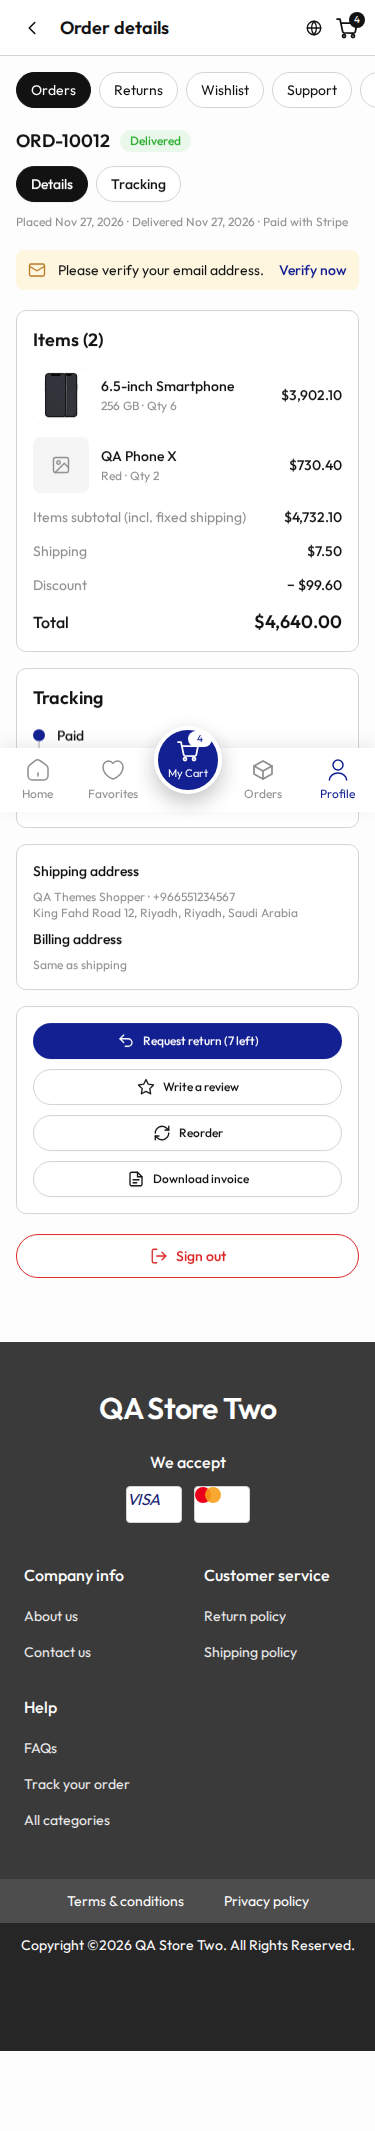 Order details
4
Orders
Returns
Wishlist
Support
ORD-10012
Delivered
Details
Tracking
Placed Nov 27, 2026 · Delivered Nov 27, 2026 · Paid with Stripe
Please verify your email address.
Verify now
Items (2)
6.5-inch Smartphone
$3,902.10
256 GB · Qty 6
QA Phone X
$730.40
Red · Qty 2
Items subtotal (incl. fixed shipping) $4,732.10
Shipping $7.50
Discount − $99.60
Total $4,640.00
Tracking
Paid
4
My Cart
Home
Favorites
Orders
Profile
Shipping address
QA Themes Shopper · +966551234567
King Fahd Road 12, Riyadh, Riyadh, Saudi Arabia
Billing address
Same as shipping
Request return (7 left)
Write a review
Reorder
Download invoice
Sign out
QA Store Two
We accept
VISA
Company info
About us
Contact us
Customer service
Return policy
Shipping policy
Help
FAQs
Track your order
All categories
Terms & conditions
Privacy policy
Copyright ©2026 QA Store Two. All Rights Reserved.